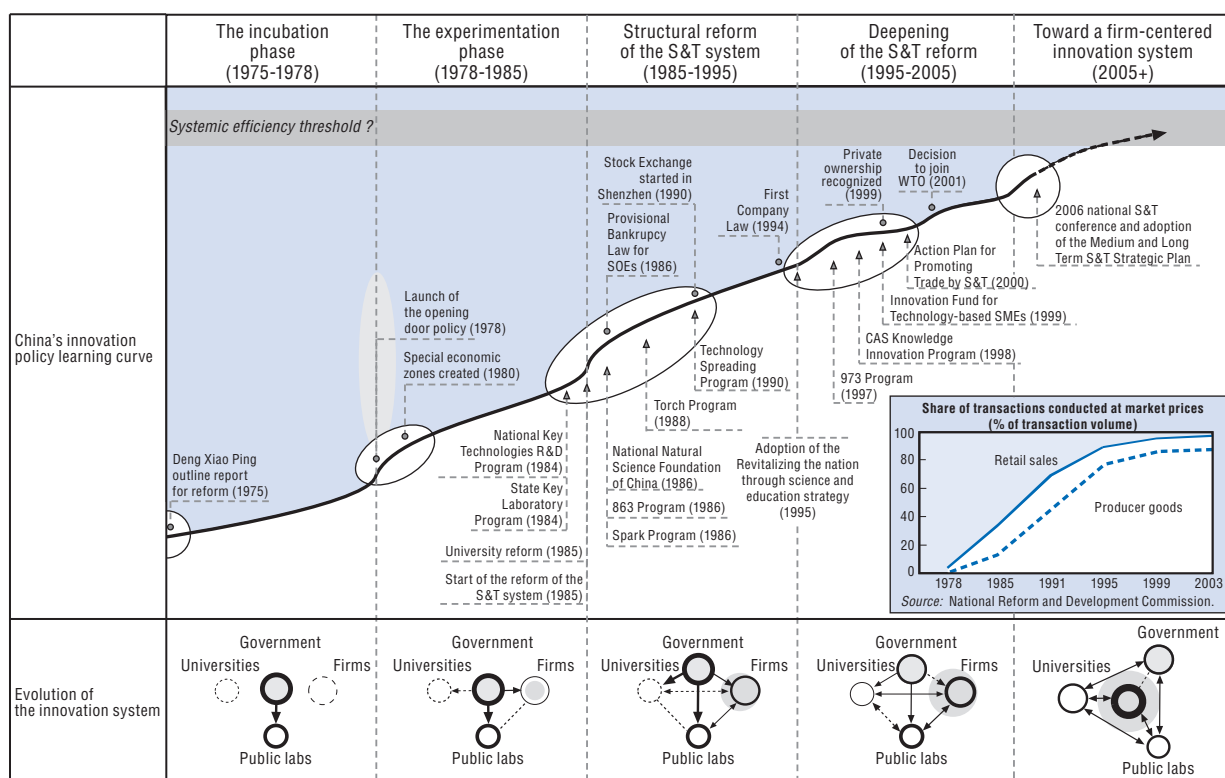 The incubation
phase
(1975-1978)
The experimentation
phase
(1978-1985)
Structural reform
of the S&T system
(1985-1995)
Deepening
of the S&T reform
(1995-2005)
Toward a firm-centered
innovation system
(2005+)
China's innovation
policy learning curve
Systemic efficiency threshold ?
Deng Xiao Ping
outline report
for reform (1975)
Launch of
the opening
door policy (1978)
Special economic
zones created (1980)
National Key
Technologies R&D
Program (1984)
State Key
Laboratory
Program (1984)
University reform (1985)
Start of the reform of the
S&T system
(1985)
Stock Exchange
started in
Shenzhen (1990)
Provisional
Bankrupcy
Law for
SOEs (1986)
First
Company
Law (1994)
Technology
Spreading
Program (1990)
Torch Program
(1988)
National Natural
Science Foundation
of China (1986)
863 Program (1986)
Spark Program (1986)
Private
ownership
recognized
(1999)
Decision
to join
WTO (2001)
Action Plan for
Promoting
Trade by S&T (2000)
Innovation Fund for
Technology-based SMEs (1999)
CAS Knowledge
Innovation Program (1998)
973 Program
(1997)
Adoption of the
Revitalizing the nation
through science and
education strategy
(1995)
2006 national S&T
conference and adoption
of the Medium and Long
Term S&T Strategic Plan
Share of transactions conducted at market prices
(% of transaction volume)
100
80
60
40
20
0
Retail sales
Producer goods
1978 1985 1991 1995 1999 2003
Source: National Reform and Development Commission.
Evolution of
the innovation system
Government
Universities Firms
Public labs
Government
Universities Firms
Public labs
Government
Universities Firms
Public labs
Government
Universities Firms
Public labs
Government
Universities
Public labs